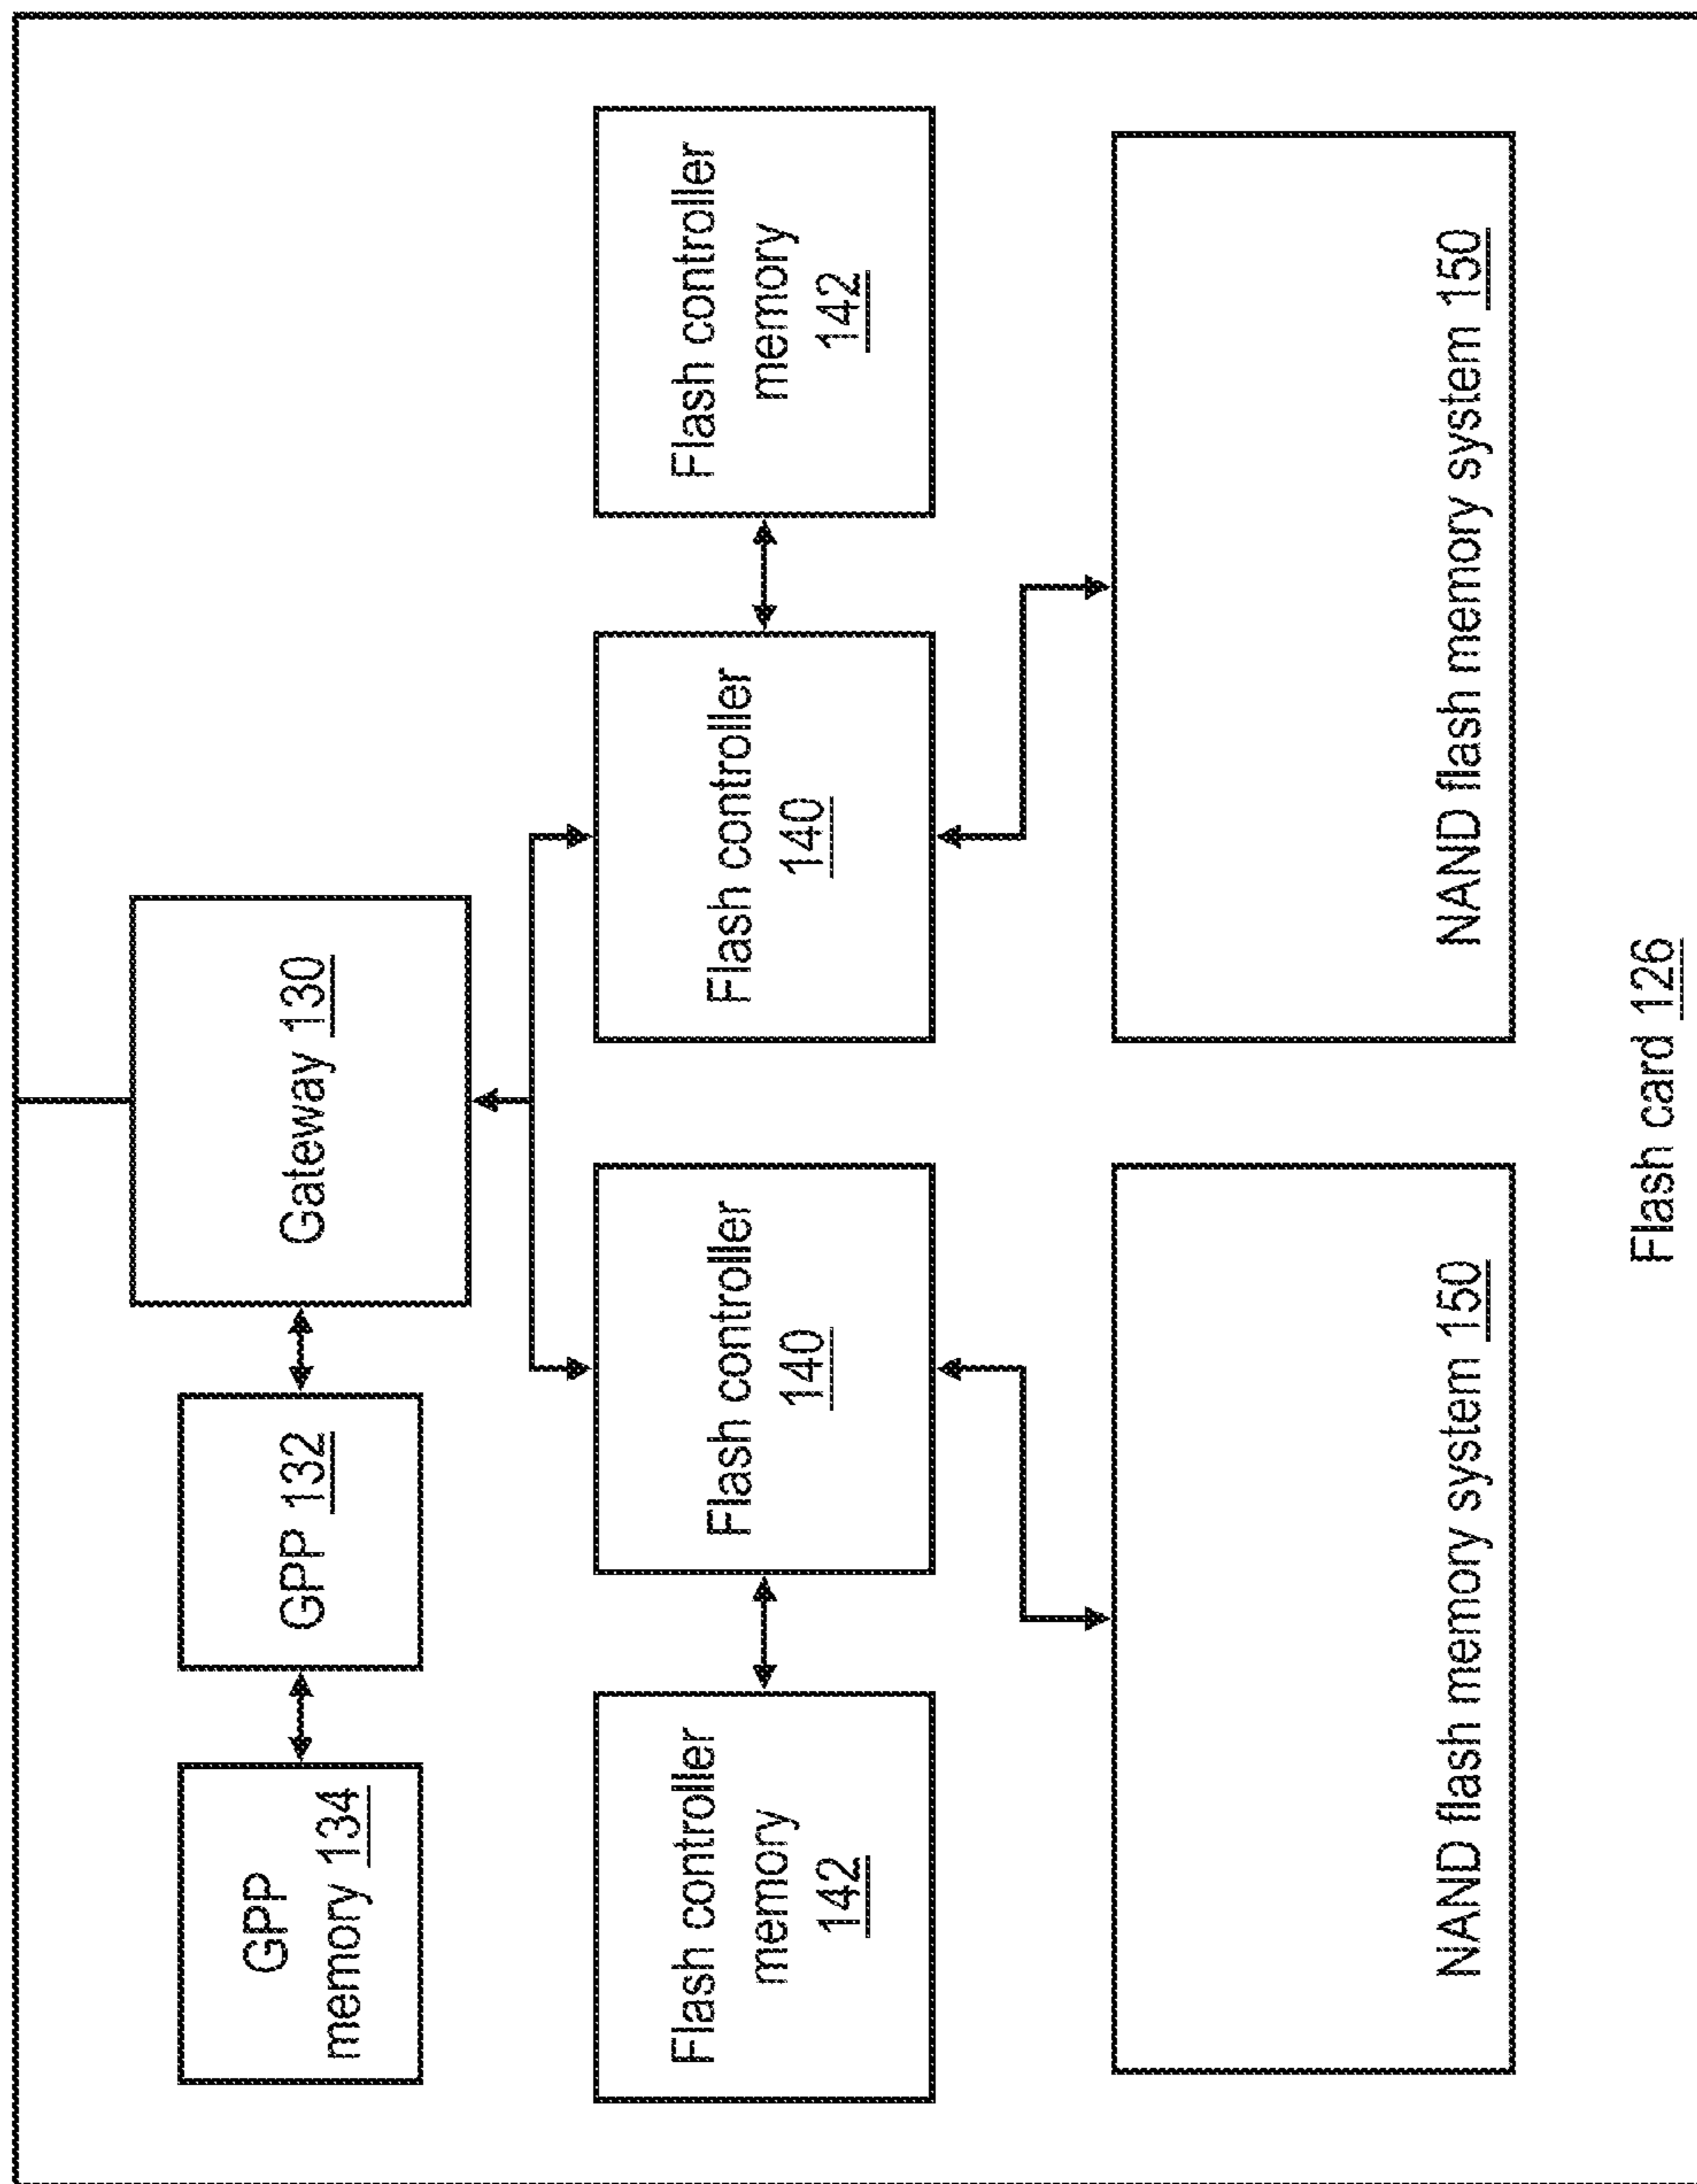 GPP
memory 134
GPP 132
Gateway 130
Flash controller
memory
142
Flash controller
140
Flash controller
140
Flash controller
memory
142
NAND flash memory system 150
NAND flash memory system 150
Flash card 126